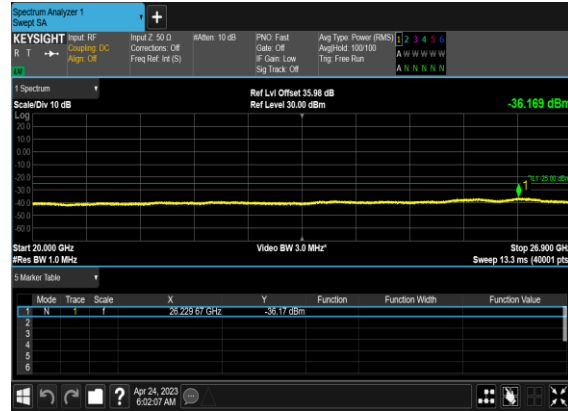 Spectrum Analyzer 1
Swept SA
KEYSIGHT Input: RF Input Z: 50 Ω #Atten: 10 dB PNO: Fast Avg Type: Power (RMS) 1 2 3 4 5 6
R T Coupling: DC Corrections: Off Gate: Off Avg|Hold: 100/100 A W W W W W
Align: Off Freq Ref: Int (S) IF Gain: Low Trig: Free Run
Sig Track: Off A N N N N N
1 Spectrum
Ref Lvl Offset 35.98 dB
Scale/Div 10 dB Ref Level 30.00 dBm -36.169 dBm
Log
20.0
10.0
0.00
-10.0
-20.0
-30.0
-40.0
-50.0
-60.0
1
DL1 -25.00 dBm
Start 20.000 GHz Video BW 3.0 MHz* Stop 26.900 GHz
#Res BW 1.0 MHz Sweep 13.3 ms (40001 pts)
5 Marker Table
Mode Trace Scale X Y Function Function Width Function Value
1 N 1 f 26.229 67 GHz -36.17 dBm
2
3
4
5
6
Apr 24, 2023
6:02:07 AM